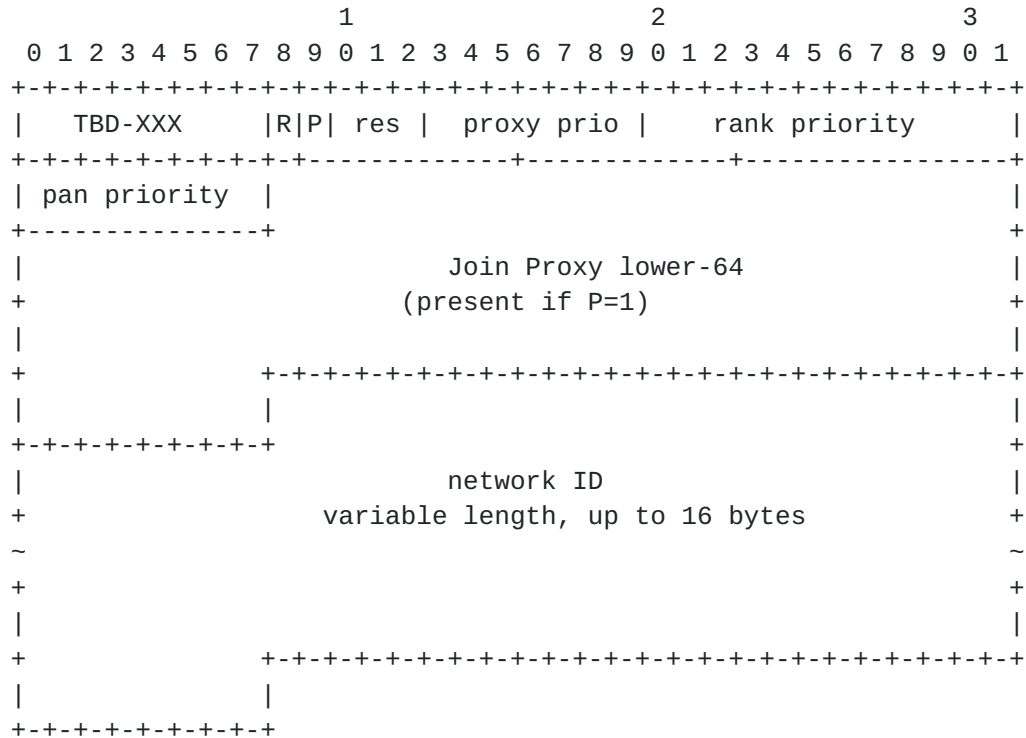 1                   2                   3
 0 1 2 3 4 5 6 7 8 9 0 1 2 3 4 5 6 7 8 9 0 1 2 3 4 5 6 7 8 9 0 1
+-+-+-+-+-+-+-+-+-+-+-+-+-+-+-+-+-+-+-+-+-+-+-+-+-+-+-+-+-+-+-+-+
|   TBD-XXX     |R|P| res |  proxy prio |    rank priority      |
+-+-+-+-+-+-+-+-+-+-------------+-------------+-----------------+
| pan priority  |                                               |
+---------------+                                               +
|                           Join Proxy lower-64                 |
+                        (present if P=1)                       +
|                                                               |
+               +-+-+-+-+-+-+-+-+-+-+-+-+-+-+-+-+-+-+-+-+-+-+-+-+
|               |                                               |
+-+-+-+-+-+-+-+-+                                               +
|                           network ID                          |
+                   variable length, up to 16 bytes             +
~                                                               ~
+                                                               +
|                                                               |
+               +-+-+-+-+-+-+-+-+-+-+-+-+-+-+-+-+-+-+-+-+-+-+-+-+
|               |
+-+-+-+-+-+-+-+-+